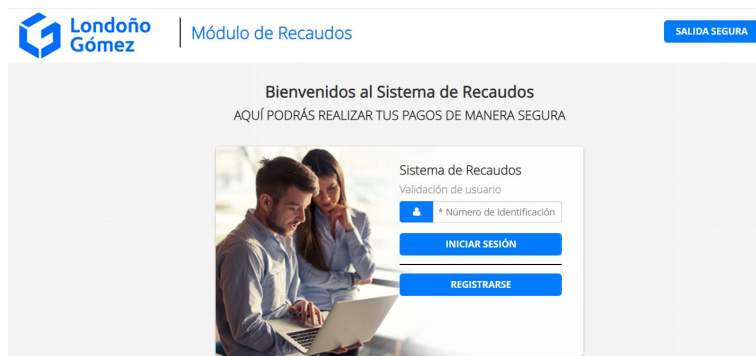 Londoño
Gómez
Módulo de Recaudos
SALIDA SEGURA
Bienvenidos al Sistema de Recaudos
AQUÍ PODRÁS REALIZAR TUS PAGOS DE MANERA SEGURA
Sistema de Recaudos
Validación de usuario
* Número de Identificación
INICIAR SESIÓN
REGISTRARSE